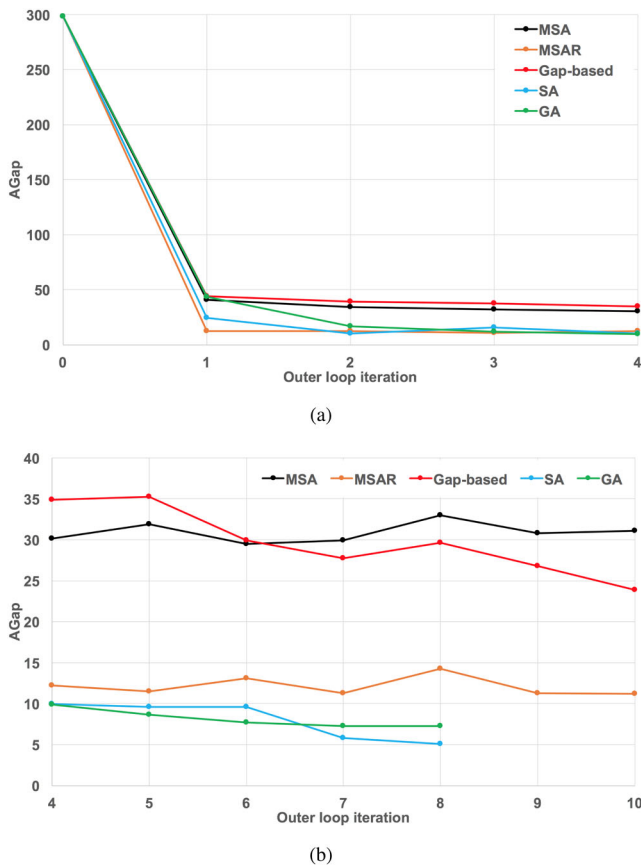 300
250
200
150
100
50
0
AGap
MSA
MSAR
Gap-based
SA
GA
0 1 2 3 4
Outer loop iteration
(a)
40
35
30
25
20
15
10
5
0
AGap
MSA MSAR Gap-based SA GA
4 5 6 7 8 9 10
Outer loop iteration
(b)